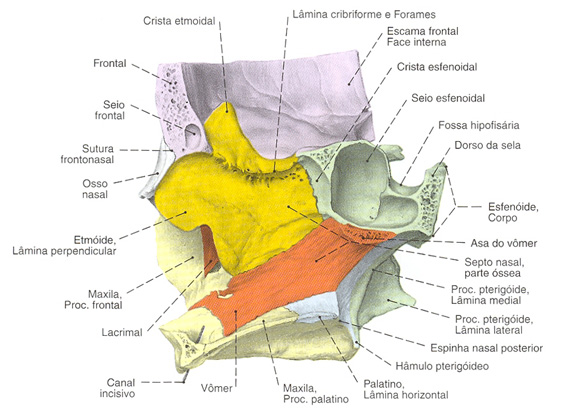 Crista etmoidal
Lâmina cribriforme e Forames
Escama frontal
Face interna
Frontal
Crista esfenoidal
Seio
frontal
Seio esfenoidal
Fossa hipofisária
Sutura
frontonasal
Dorso da sela
Osso
nasal
Esfenóide,
Corpo
Etmóide,
Lâmina perpendicular
Asa do vômer
Septo nasal,
parte óssea
Maxila,
Proc. frontal
Proc. pterigóide,
Lâmina medial
Lacrimal
Proc. pterigóide,
Lâmina lateral
Espinha nasal posterior
Hâmulo pterigóideo
Canal
incisivo
Vômer
Maxila,
Proc. palatino
Palatino,
Lâmina horizontal